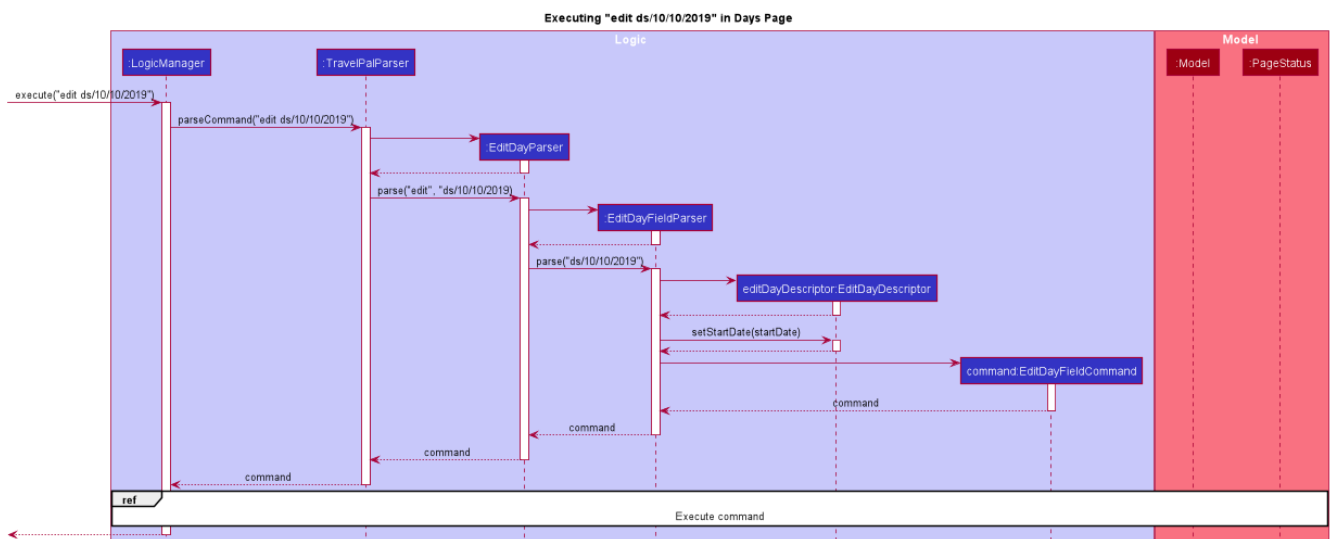 Executing "edit ds/10/10/2019" in Days Page
Logic
Model
:LogicManager
:TravelPalParser
:Model
:PageStatus
execute("edit ds/10/10/2019")
parseCommand("edit ds/10/10/2019")
:EditDayParser
parse("edit", "ds/10/10/2019)
:EditDayFieldParser
parse("ds/10/10/2019")
editDayDescriptor:EditDayDescriptor
setStartDate(startDate)
command:EditDayFieldCommand
command
command
command
command
ref
Execute command